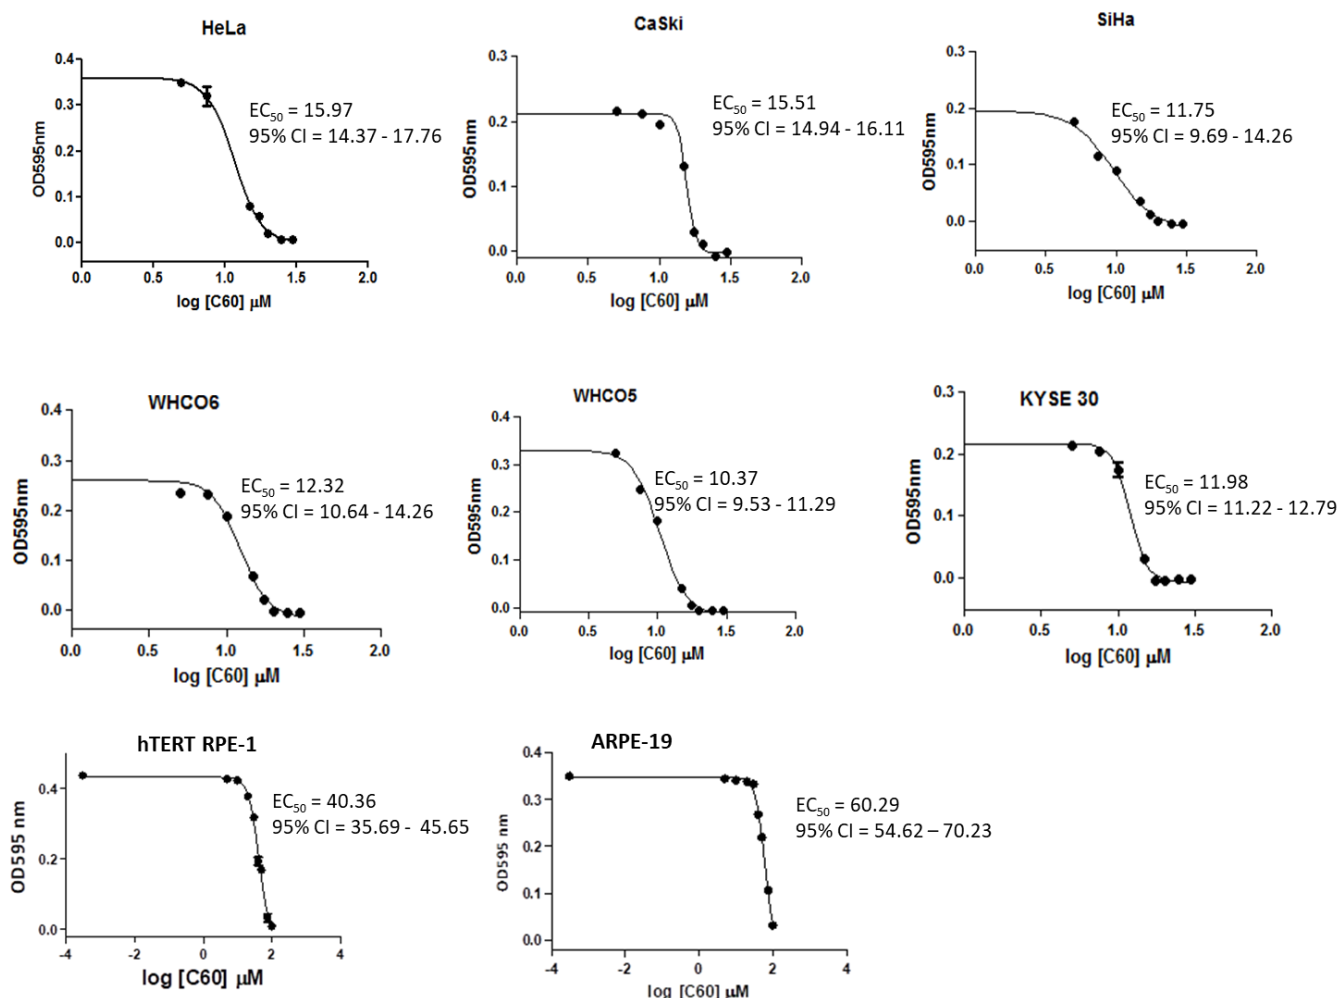 HeLa
0.4
0.3
0.2
0.1
0.0
OD595nm
EC50 = 15.97
95% CI = 14.37 - 17.76
0.0 0.5 1.0 1.5 2.0
log [C60] μM
CaSki
0.3
0.2
0.1
0.0
OD595nm
EC50 = 15.51
95% CI = 14.94 - 16.11
0.0 0.5 1.0 1.5 2.0
log [C60] μM
SiHa
0.3
0.2
0.1
0.0
OD595nm
EC50 = 11.75
95% CI = 9.69 - 14.26
0.0 0.5 1.0 1.5 2.0
log [C60] μM
WHCO6
0.4
0.3
0.2
0.1
0.0
OD595nm
EC50 = 12.32
95% CI = 10.64 - 14.26
0.0 0.5 1.0 1.5 2.0
log [C60] μM
WHCO5
0.4
0.3
0.2
0.1
0.0
OD595nm
EC50 = 10.37
95% CI = 9.53 - 11.29
0.0 0.5 1.0 1.5 2.0
log [C60] μM
KYSE 30
0.3
0.2
0.1
0.0
OD595nm
EC50 = 11.98
95% CI = 11.22 - 12.79
0.0 0.5 1.0 1.5 2.0
log [C60] μM
hTERT RPE-1
0.4
0.2
0.0
OD595 nm
EC50 = 40.36
95% CI = 35.69 - 45.65
-4 -2 0 2 4
log [C60] μM
ARPE-19
0.4
0.3
0.2
0.1
0.0
OD595 nm
EC50 = 60.29
95% CI = 54.62 – 70.23
-4 -2 0 2 4
log [C60] μM